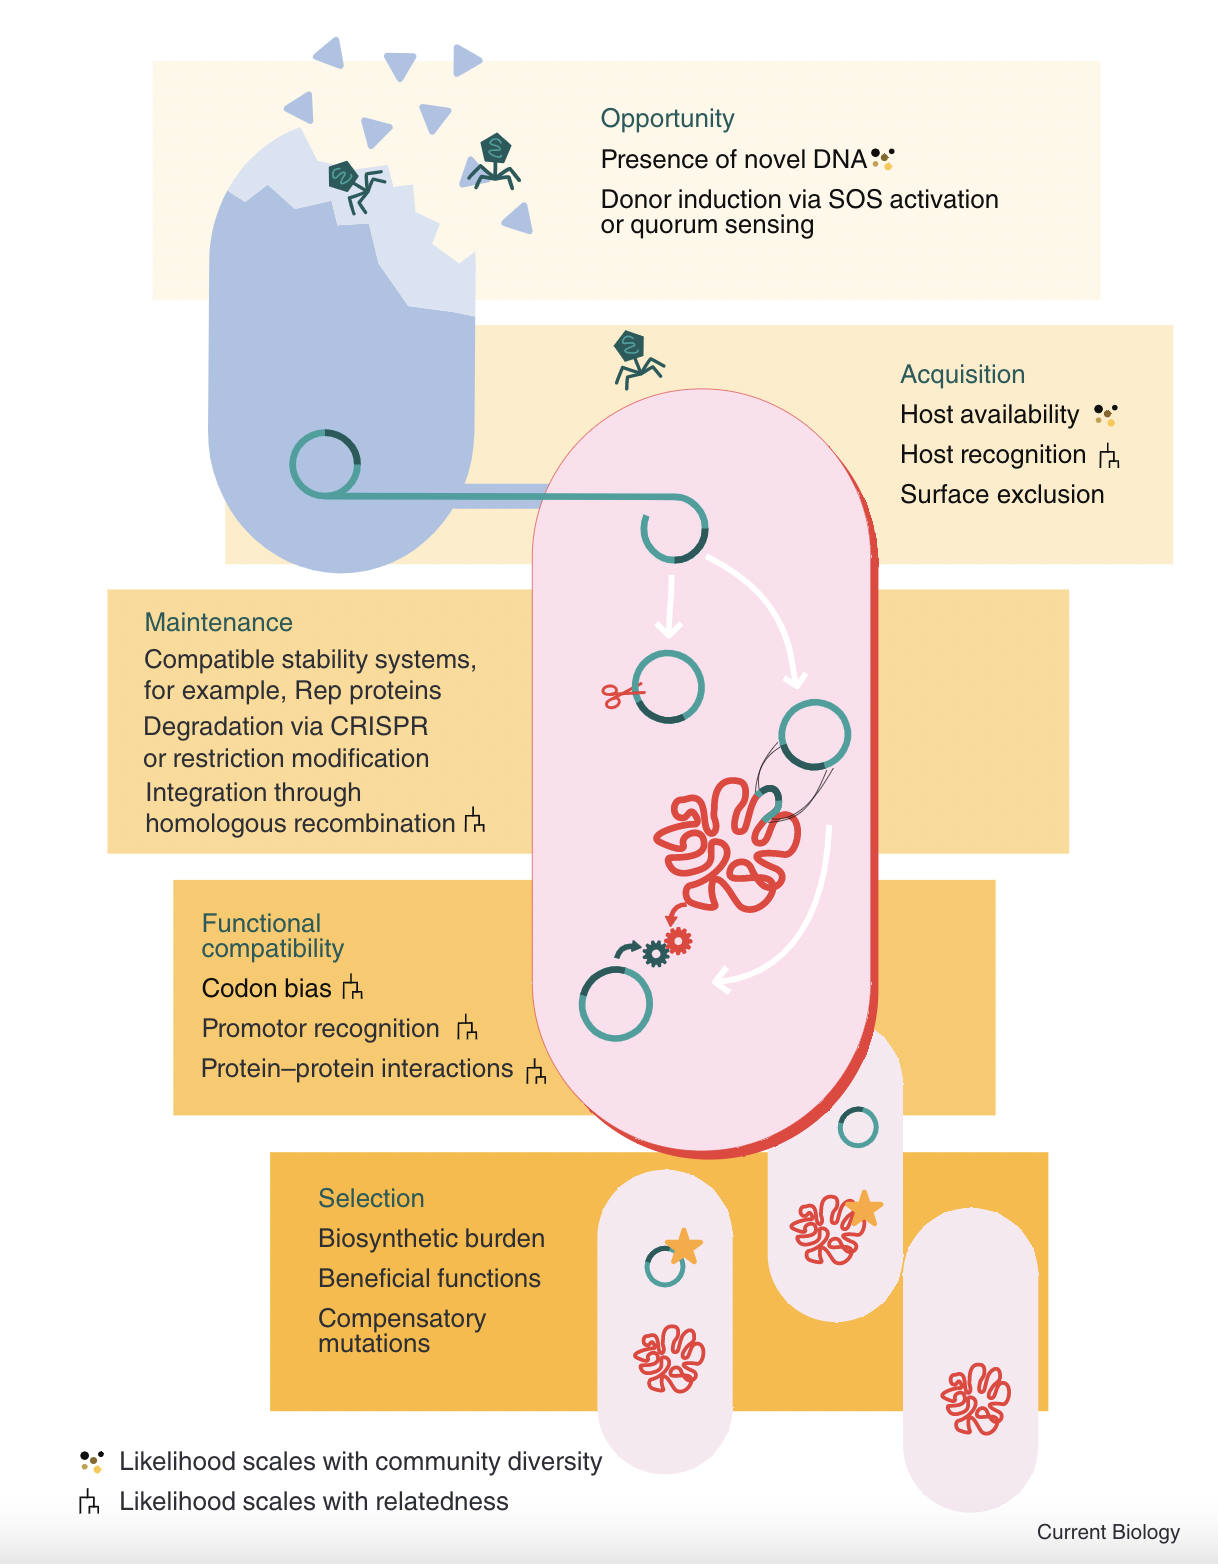 Opportunity
Presence of novel DNA
Donor induction via SOS activation
or quorum sensing
Acquisition
Host availability
Host recognition
Surface exclusion
Maintenance
Compatible stability systems,
for example, Rep proteins
Degradation via CRISPR
or restriction modification
Integration through
homologous recombination
Functional
compatibility
Codon bias
Promotor recognition
Protein–protein interactions
Selection
Biosynthetic burden
Beneficial functions
Compensatory
mutations
Likelihood scales with community diversity
Likelihood scales with relatedness
Current Biology